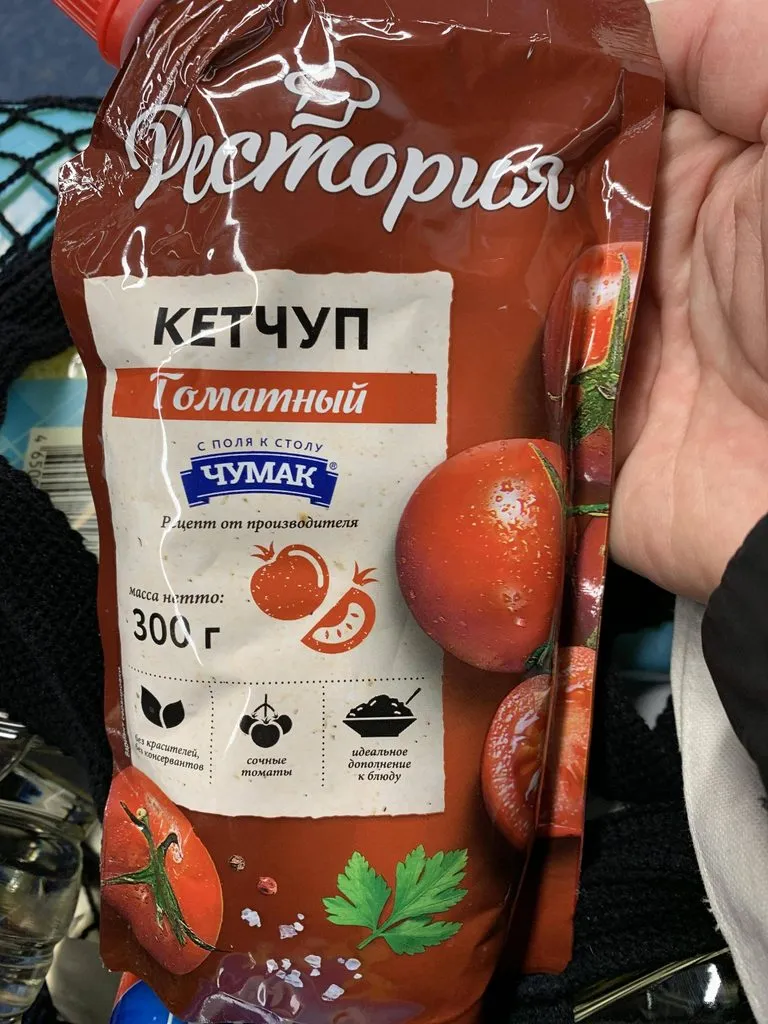 Рестория
КЕТЧУП
Томатный
С ПОЛЯ К СТОЛУ
ЧУМАК®
Рецепт от производителя
масса нетто:
300 г
без красителей,
без консервантов
сочные
томаты
идеальное
дополнение
к блюду